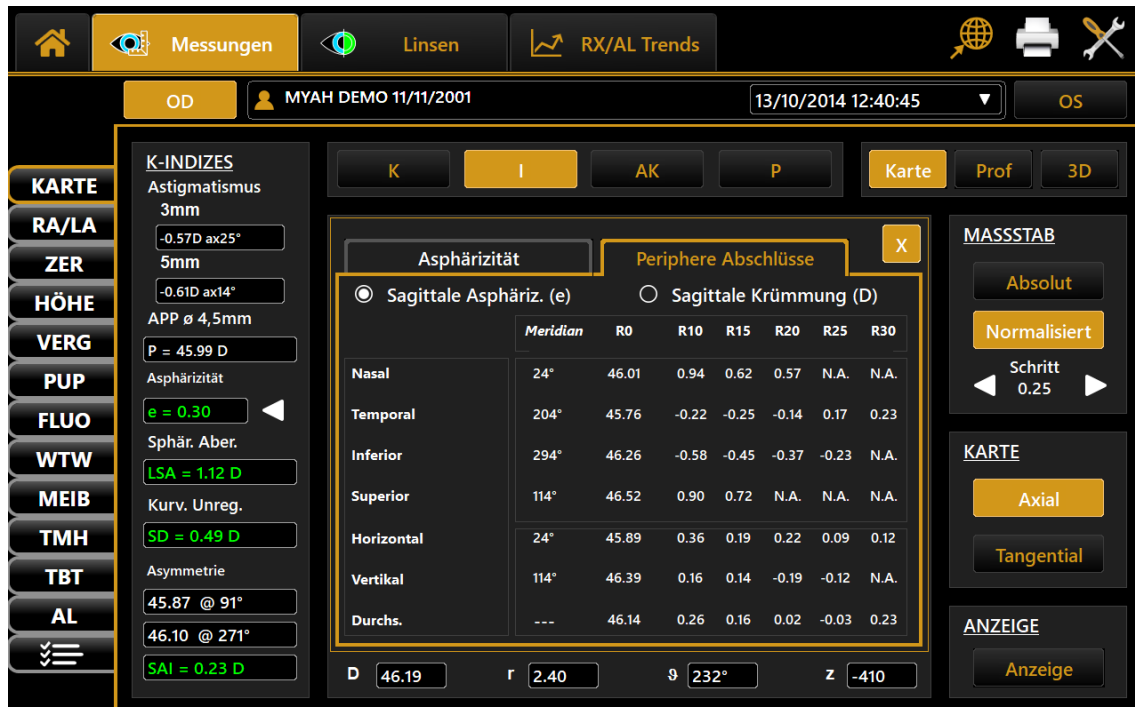 Messungen
Linsen
RX/AL Trends
OD
MYAH DEMO 11/11/2001
13/10/2014 12:40:45 ▼
OS
KARTE
RA/LA
ZER
HÖHE
VERG
PUP
FLUO
WTW
MEIB
TMH
TBT
AL
K-INDIZES
Astigmatismus
3mm
-0.57D ax25°
5mm
-0.61D ax14°
APP ø 4,5mm
P = 45.99 D
Asphärizität
e = 0.30
Sphär. Aber.
LSA = 1.12 D
Kurv. Unreg.
SD = 0.49 D
Asymmetrie
45.87 @ 91°
46.10 @ 271°
SAI = 0.23 D
K I AK P
Karte Prof 3D
Asphärizität
Periphere Abschlüsse
X
Sagittale Asphäriz. (e)
Sagittale Krümmung (D)
Meridian R0 R10 R15 R20 R25 R30
Nasal 24° 46.01 0.94 0.62 0.57 N.A. N.A.
Temporal 204° 45.76 -0.22 -0.25 -0.14 0.17 0.23
Inferior 294° 46.26 -0.58 -0.45 -0.37 -0.23 N.A.
Superior 114° 46.52 0.90 0.72 N.A. N.A. N.A.
Horizontal 24° 45.89 0.36 0.19 0.22 0.09 0.12
Vertikal 114° 46.39 0.16 0.14 -0.19 -0.12 N.A.
Durchs. --- 46.14 0.26 0.16 0.02 -0.03 0.23
D 46.19 r 2.40 ϑ 232° z -410
MASSSTAB
Absolut
Normalisiert
Schritt
0.25
KARTE
Axial
Tangential
ANZEIGE
Anzeige